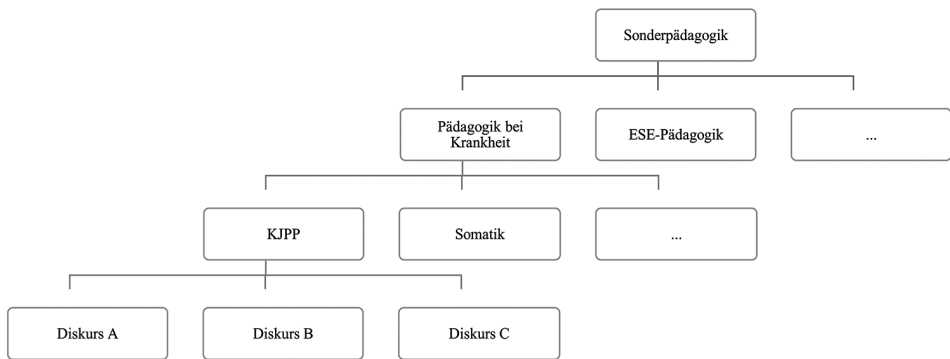 Sonderpädagogik
Pädagogik bei
Krankheit
ESE-Pädagogik
...
KJPP
Somatik
...
Diskurs A
Diskurs B
Diskurs C